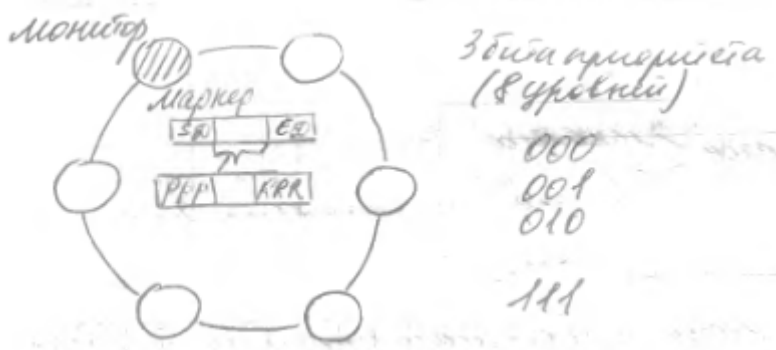 монитор
маркер
SD ED
PPP RRR
3 бита приоритета
(8 уровней)
000
001
010
111